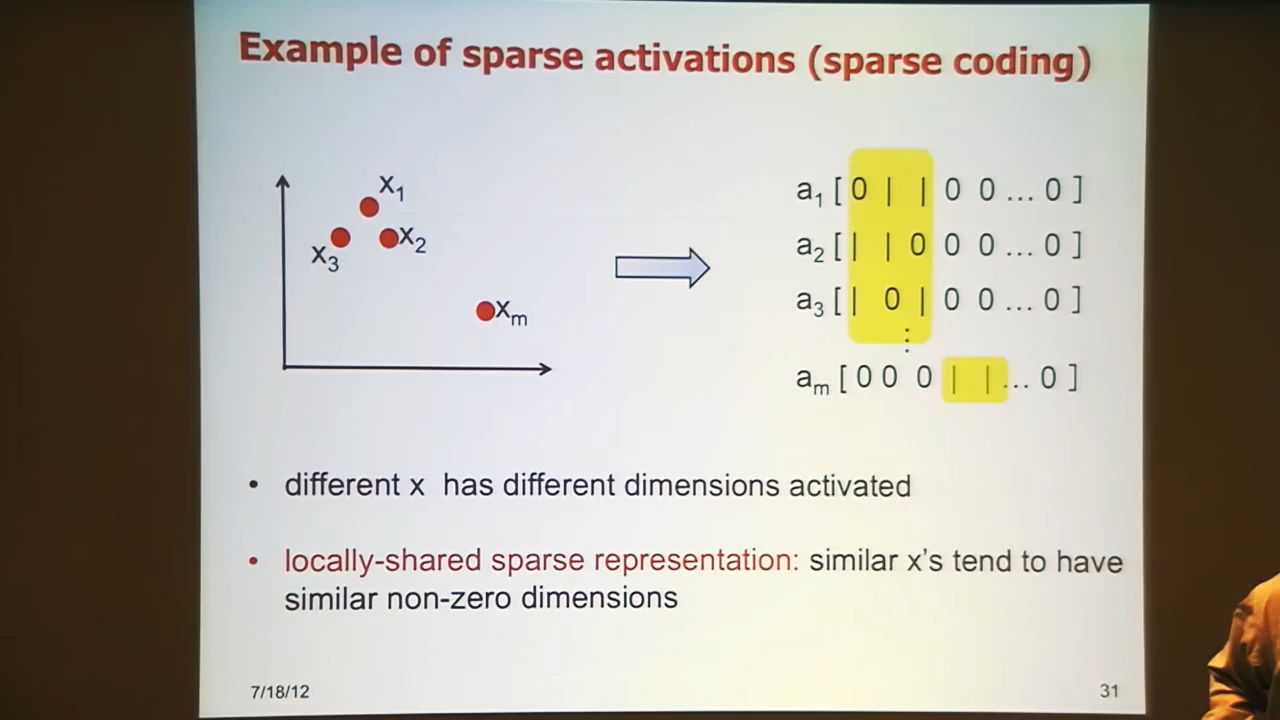 Example of sparse activations (sparse coding)
x1
x2
x3
xm
a1 [ 0 | | 0 0 ... 0 ]
a2 [ | | 0 0 0 ... 0 ]
a3 [ | 0 | 0 0 ... 0 ]
⋮
am [ 0 0 0 | | ... 0 ]
• different x has different dimensions activated
• locally-shared sparse representation: similar x's tend to have
similar non-zero dimensions
7/18/12
31